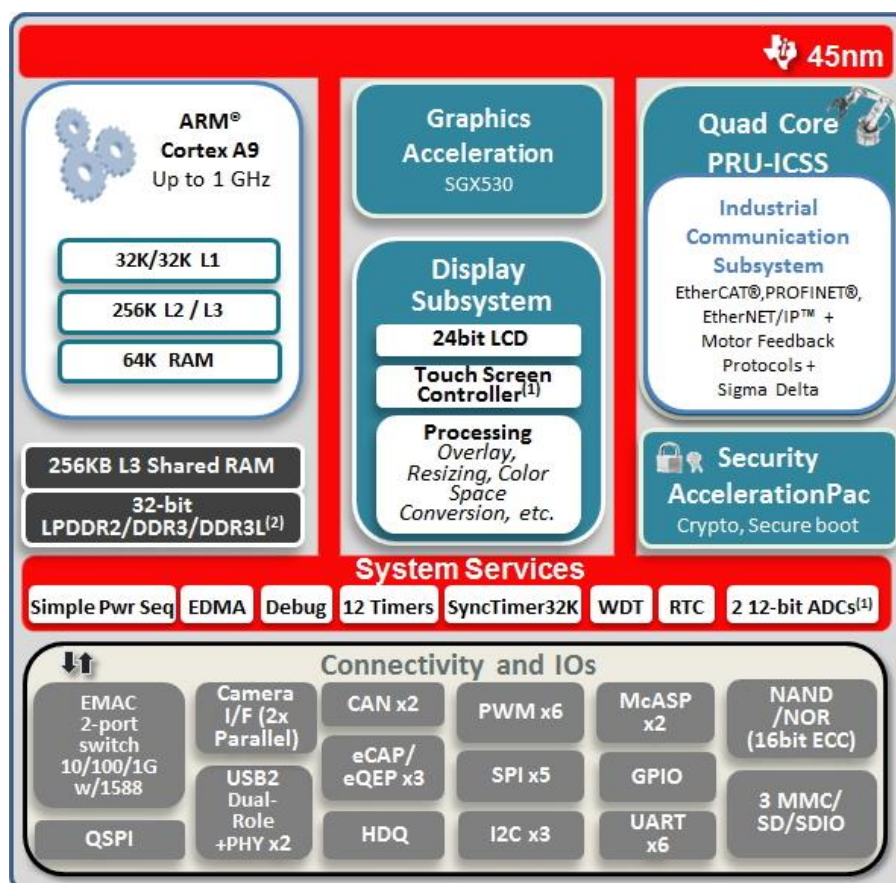 45nm
ARM®
Cortex A9
Up to 1 GHz
32K/32K L1
256K L2 / L3
64K RAM
256KB L3 Shared RAM
32-bit
LPDDR2/DDR3/DDR3L(2)
Graphics
Acceleration
SGX530
Display
Subsystem
24bit LCD
Touch Screen
Controller(1)
Processing
Overlay,
Resizing, Color
Space
Conversion, etc.
Quad Core
PRU-ICSS
Industrial
Communication
Subsystem
EtherCAT®,PROFINET®,
EtherNET/IP™ +
Motor Feedback
Protocols +
Sigma Delta
Security
AccelerationPac
Crypto, Secure boot
System Services
Simple Pwr Seq
EDMA
Debug
12 Timers
SyncTimer32K
WDT
RTC
2 12-bit ADCs(1)
Connectivity and IOs
EMAC
2-port
switch
10/100/1G
w/1588
QSPI
Camera
I/F (2x
Parallel)
USB2
Dual-
Role
+PHY x2
CAN x2
eCAP/
eQEP x3
HDQ
PWM x6
SPI x5
I2C x3
McASP
x2
GPIO
UART
x6
NAND
/NOR
(16bit ECC)
3 MMC/
SD/SDIO